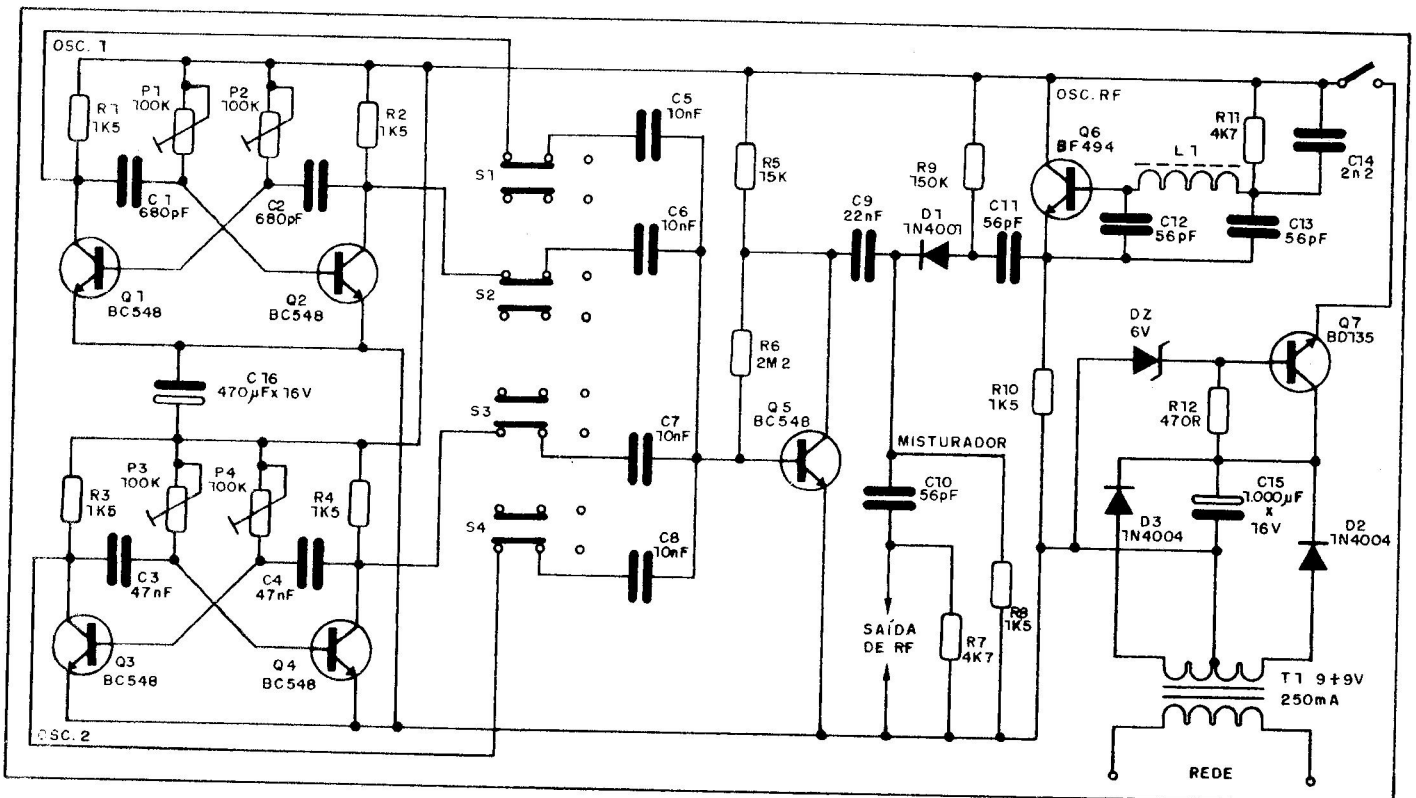 OSC. 1
P1
100K
P2
100K
R1
1K5
R2
1K5
C1
680pF
C2
680pF
Q1
BC548
Q2
BC548
C16
470µFx16V
P3
100K
P4
100K
R3
1K5
R4
1K5
C3
47nF
C4
47nF
Q3
BC548
Q4
BC548
OSC. 2
S1
S2
S3
S4
C5
10nF
C6
10nF
C7
10nF
C8
10nF
R5
15K
R6
2M2
Q5
BC548
C9
22nF
D1
1N4001
R9
150K
C11
56pF
MISTURADOR
C10
56pF
SAÍDA
DE RF
R7
4K7
R8
1K5
OSC. RF
Q6
BF494
L1
R11
4K7
C14
2n2
C12
56pF
C13
56pF
R10
1K5
DZ
6V
Q7
BD135
R12
470R
C15
1.000µF
x
16V
D3
1N4004
D2
1N4004
T1 9+9V
250mA
REDE